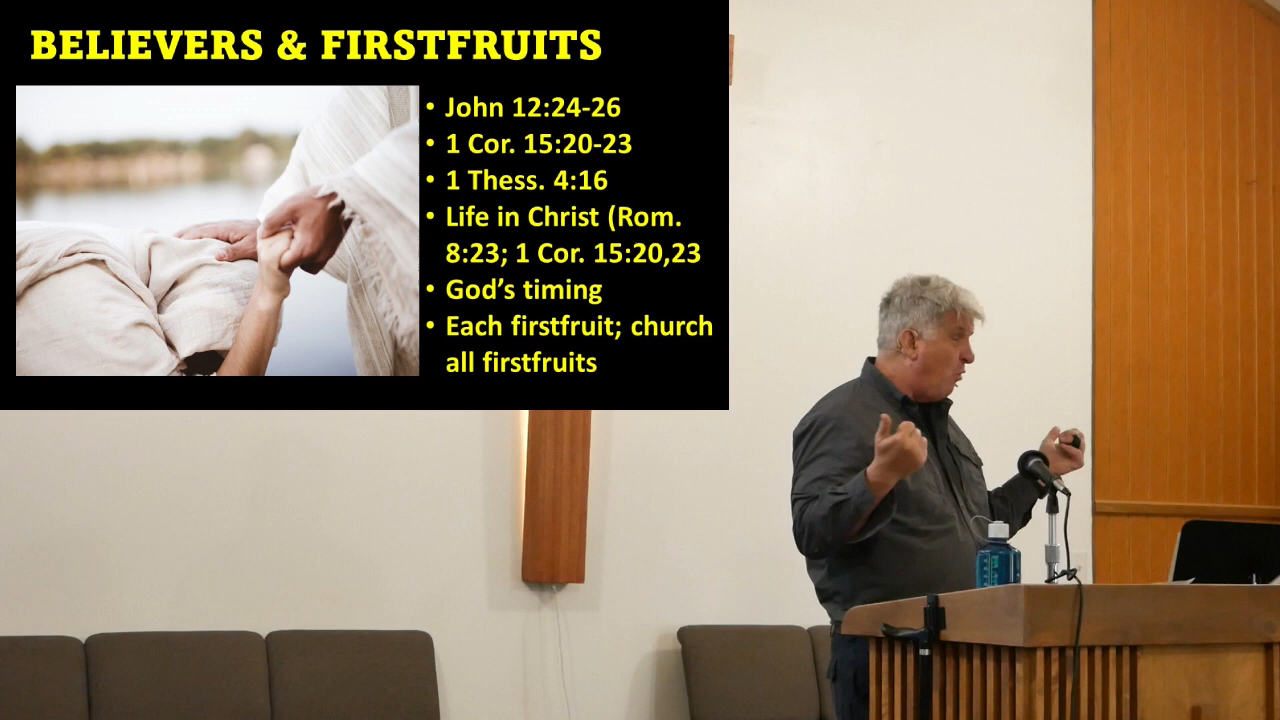 BELIEVERS & FIRSTFRUITS
• John 12:24-26
• 1 Cor. 15:20-23
• 1 Thess. 4:16
• Life in Christ (Rom.
8:23; 1 Cor. 15:20,23
• God’s timing
• Each firstfruit; church
all firstfruits